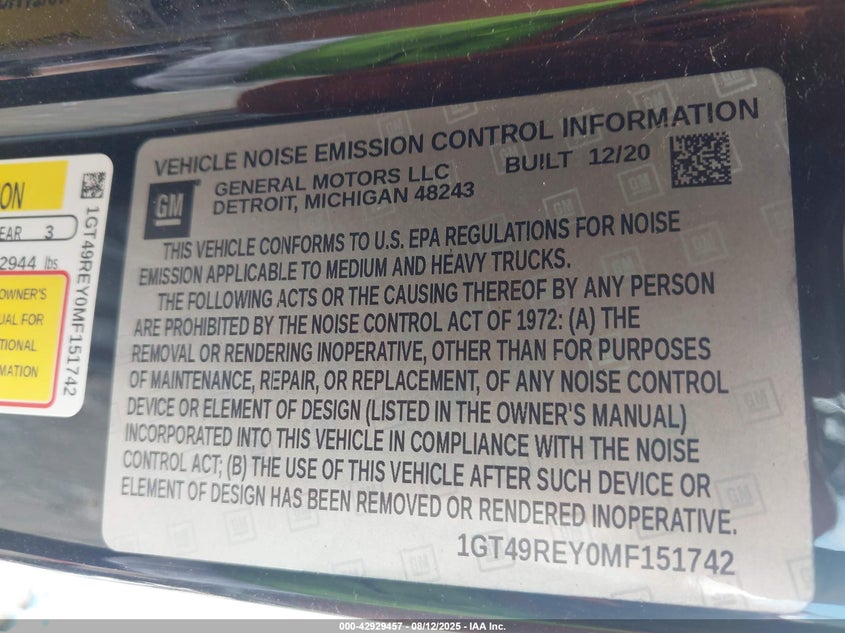 ON
EAR 3
2944 lbs
OWNER'S
UAL FOR
TIONAL
RMATION
1GT49REY0MF151742
VEHICLE NOISE EMISSION CONTROL INFORMATION
GM
GENERAL MOTORS LLC
DETROIT, MICHIGAN 48243
BUILT 12/20
THIS VEHICLE CONFORMS TO U.S. EPA REGULATIONS FOR NOISE
EMISSION APPLICABLE TO MEDIUM AND HEAVY TRUCKS.
THE FOLLOWING ACTS OR THE CAUSING THEREOF BY ANY PERSON
ARE PROHIBITED BY THE NOISE CONTROL ACT OF 1972: (A) THE
REMOVAL OR RENDERING INOPERATIVE, OTHER THAN FOR PURPOSES
OF MAINTENANCE, REPAIR, OR REPLACEMENT, OF ANY NOISE CONTROL
DEVICE OR ELEMENT OF DESIGN (LISTED IN THE OWNER'S MANUAL)
INCORPORATED INTO THIS VEHICLE IN COMPLIANCE WITH THE NOISE
CONTROL ACT; (B) THE USE OF THIS VEHICLE AFTER SUCH DEVICE OR
ELEMENT OF DESIGN HAS BEEN REMOVED OR RENDERED INOPERATIVE.
1GT49REY0MF151742
000-42929457 - 08/12/2025 - IAA Inc.